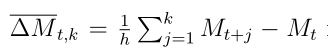 $\overline{\Delta M}_{t,k} = \frac{1}{h} \sum_{j=1}^{k} M_{t+j} - M_t$